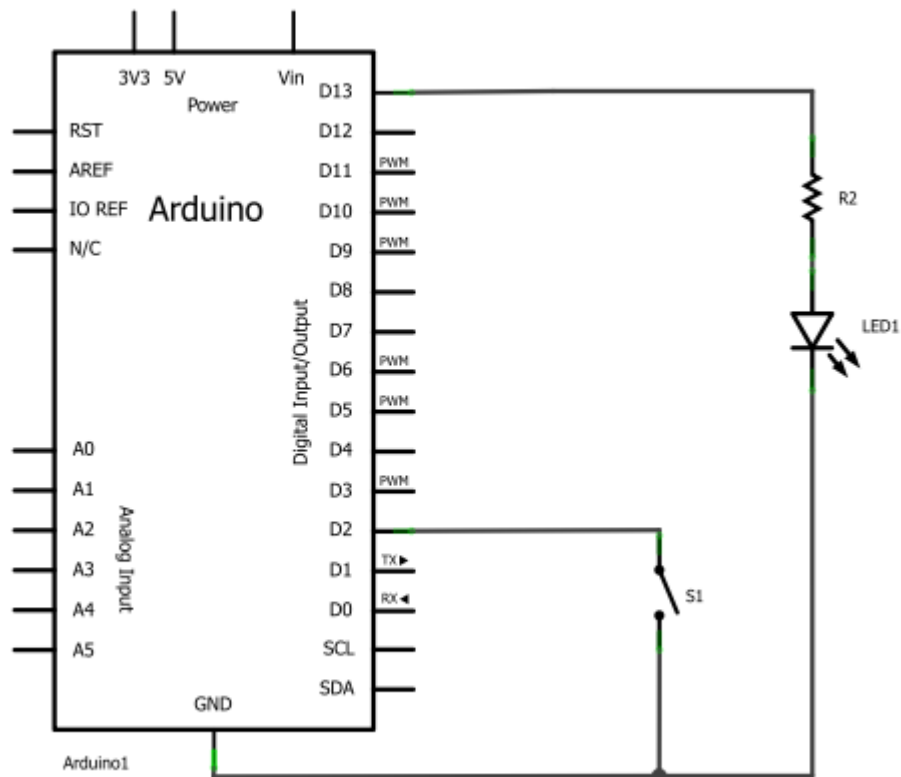 3V3 5V Vin
Power
D13
RST D12
AREF D11 PWM
IO REF Arduino D10 PWM
N/C D9 PWM
D8
D7
D6 PWM
D5 PWM
A0 D4
A1 D3 PWM
A2 D2
A3 D1 TX
A4 D0 RX
A5 SCL
SDA
Digital Input/Output
Analog Input
GND
Arduino1
R2
LED1
S1